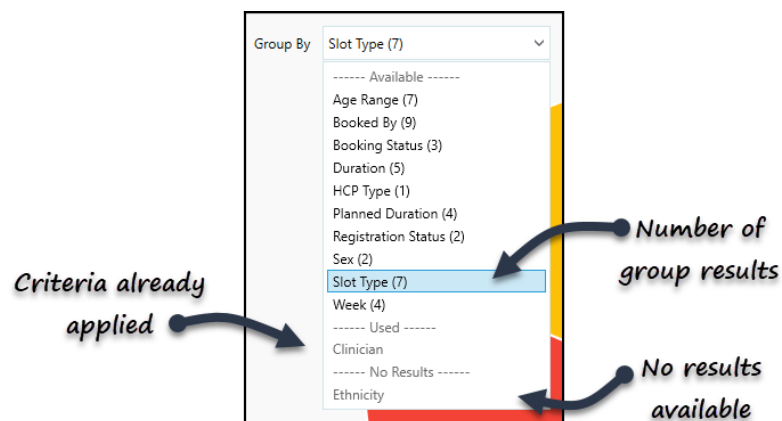 Group By Slot Type (7)
------ Available ------
Age Range (7)
Booked By (9)
Booking Status (3)
Duration (5)
HCP Type (1)
Planned Duration (4)
Registration Status (2)
Sex (2)
Slot Type (7)
Week (4)
------ Used ------
Clinician
------ No Results ------
Ethnicity
Number of
group results
Criteria already
applied
No results
available